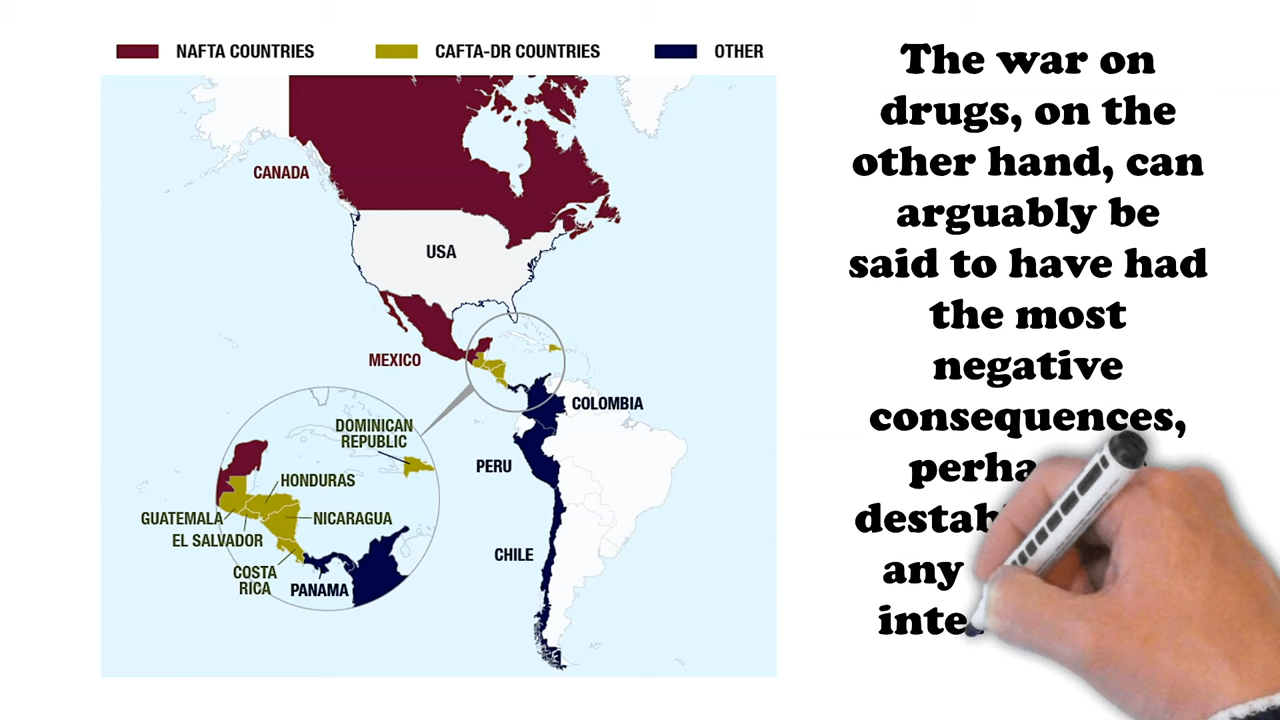 NAFTA COUNTRIES
CAFTA-DR COUNTRIES
OTHER
CANADA
USA
MEXICO
COLOMBIA
DOMINICAN
REPUBLIC
PERU
HONDURAS
GUATEMALA
NICARAGUA
EL SALVADOR
CHILE
COSTA
RICA
PANAMA
The war on
drugs, on the
other hand, can
arguably be
said to have had
the most
negative
consequences,
any